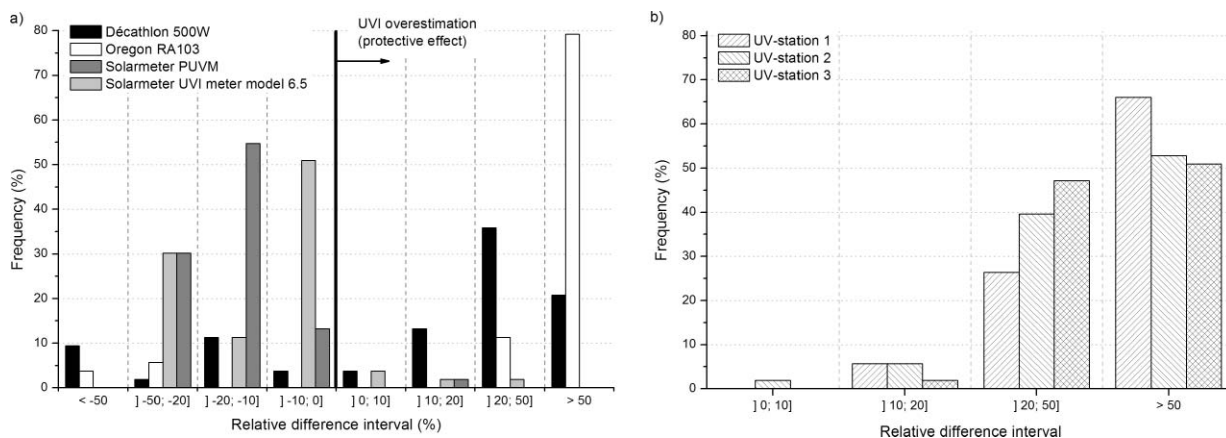 a)
Décathlon 500W
Oregon RA103
Solarmeter PUVM
Solarmeter UVI meter model 6.5
UVI overestimation
(protective effect)
80
70
60
50
40
30
20
10
0
Frequency (%)
< -50
] -50; -20]
] -20; -10]
] -10; 0]
] 0; 10]
] 10; 20]
] 20; 50]
> 50
Relative difference interval (%)
b)
UV-station 1
UV-station 2
UV-station 3
80
70
60
50
40
30
20
10
0
Frequency (%)
] 0; 10]
] 10; 20]
] 20; 50]
> 50
Relative difference interval